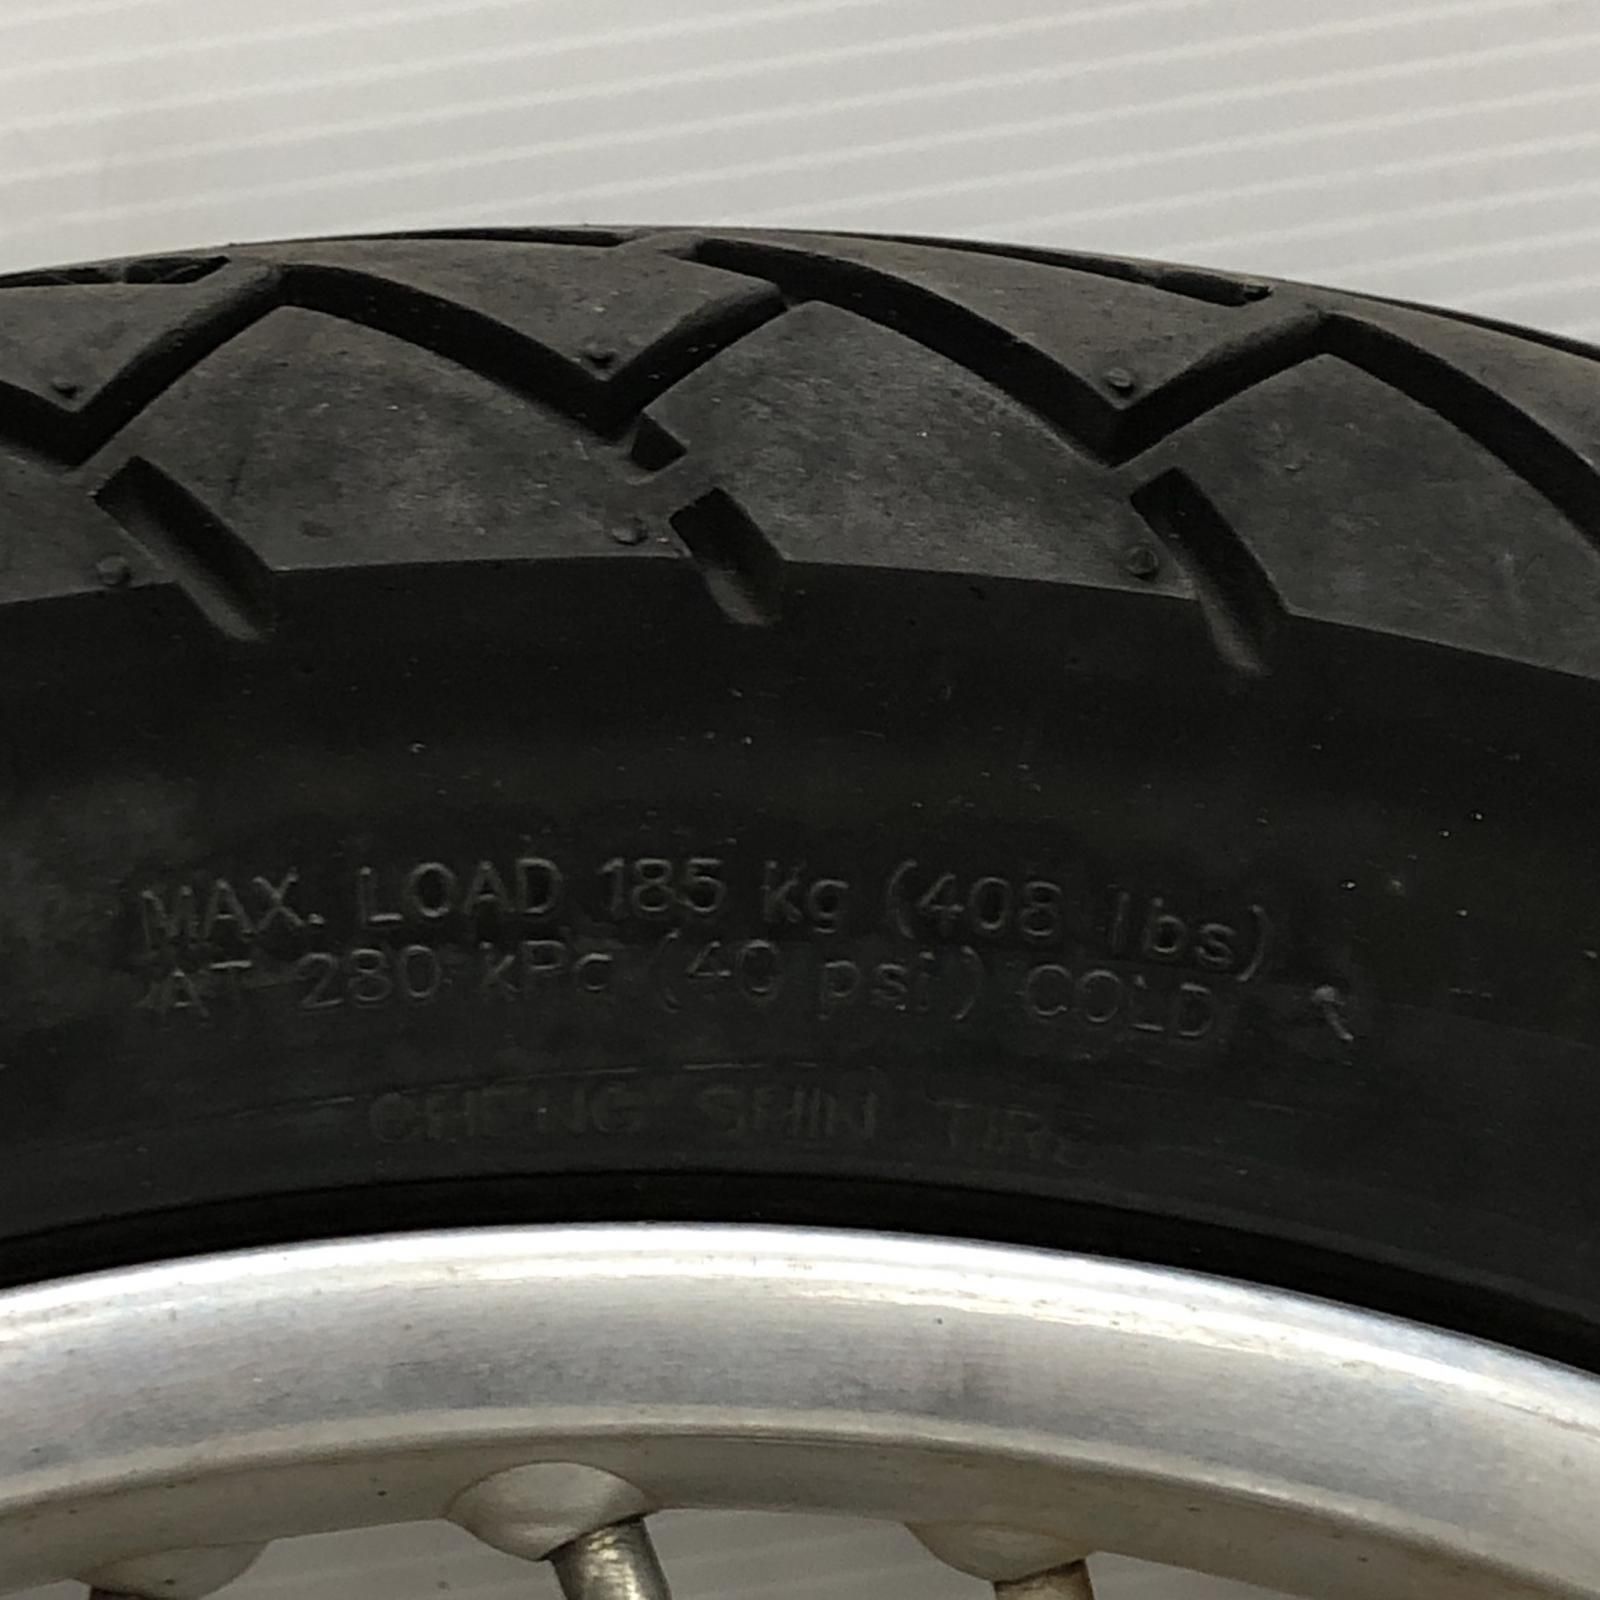 MAX. LOAD 185 Kg (408 lbs)
AT 280 kPa (40 psi) COLD
CHENG SHIN TIRE